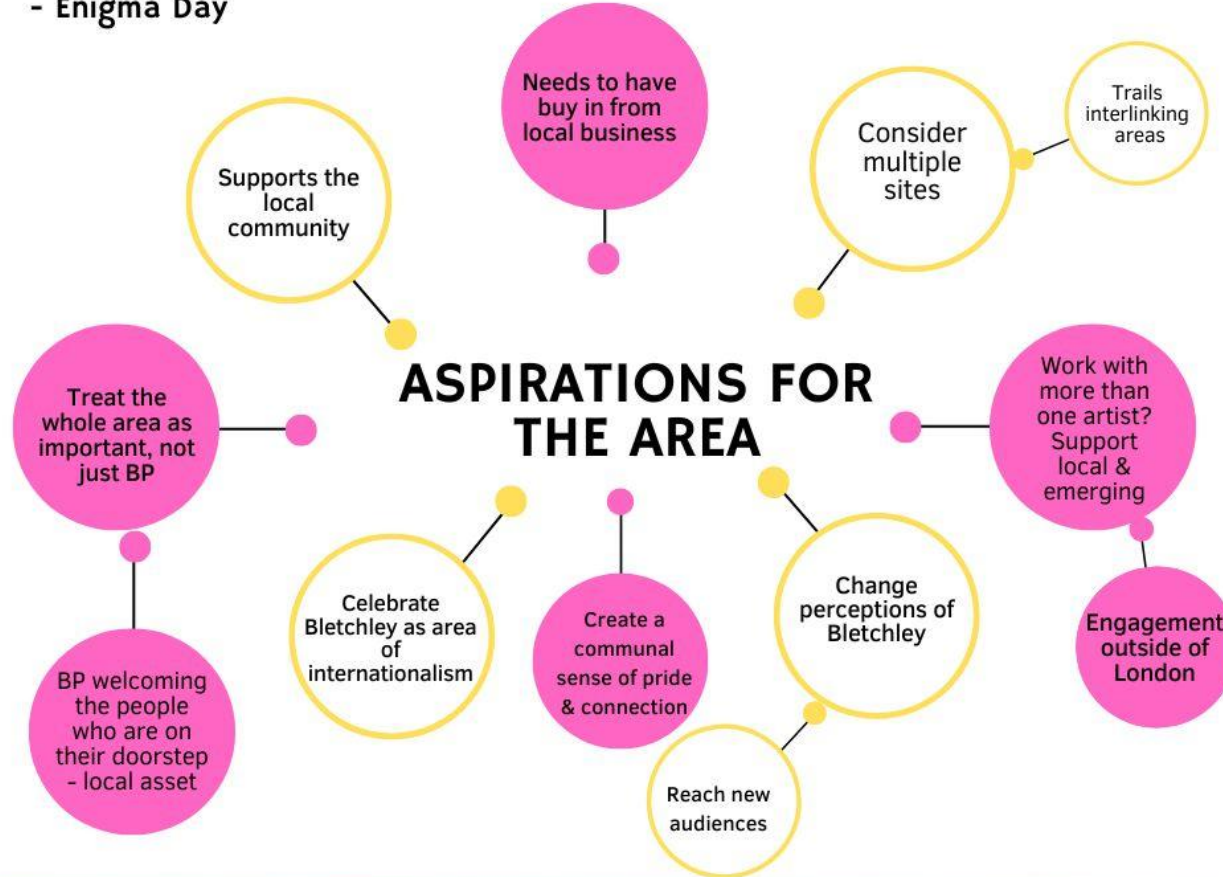 - Enigma Day
Needs to have
buy in from
local business
Supports the
local
community
Consider
multiple
sites
Trails
interlinking
areas
ASPIRATIONS FOR
THE AREA
Treat the
whole area as
important, not
just BP
Work with
more than
one artist?
Support
local &
emerging
BP welcoming
the people
who are on
their doorstep
- local asset
Celebrate
Bletchley as area
of
internationalism
Create a
communal
sense of pride
& connection
Change
perceptions of
Bletchley
Engagement
outside of
London
Reach new
audiences